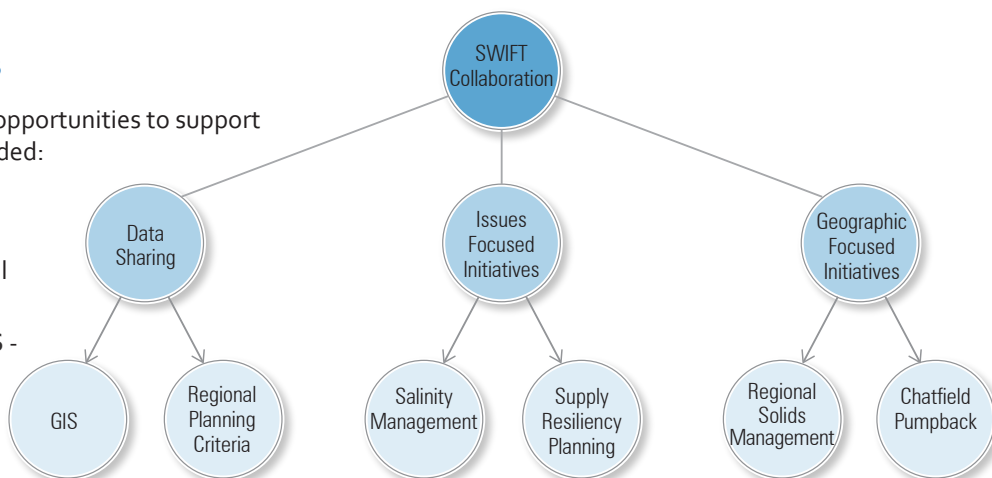 opportunities to support
SWIFT
Collaboration
Data
Sharing
Issues
Focused
Initiatives
Geographic
Focused
Initiatives
GIS
Regional
Planning
Criteria
Salinity
Management
Supply
Resiliency
Planning
Regional
Solids
Management
Chatfield
Pumpback